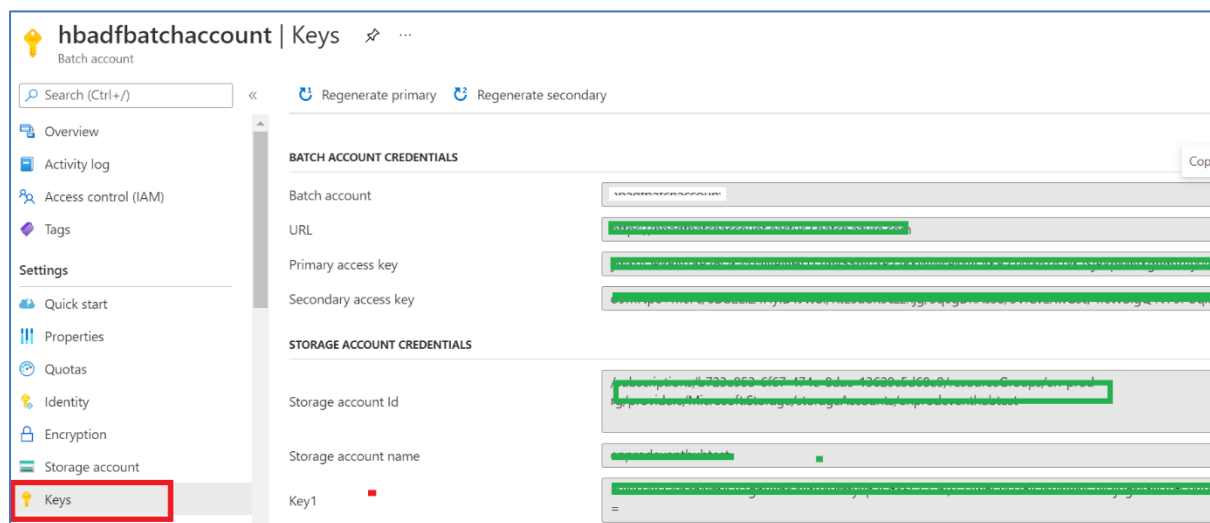 hbadfbatchaccount | Keys ...
Batch account
Search (Ctrl+/) «
Regenerate primary Regenerate secondary
Overview
Activity log
Access control (IAM)
Tags
Settings
Quick start
Properties
Quotas
Identity
Encryption
Storage account
Keys
BATCH ACCOUNT CREDENTIALS
Cop
Batch account
URL
Primary access key
Secondary access key
STORAGE ACCOUNT CREDENTIALS
Storage account Id
Storage account name
Key1
=